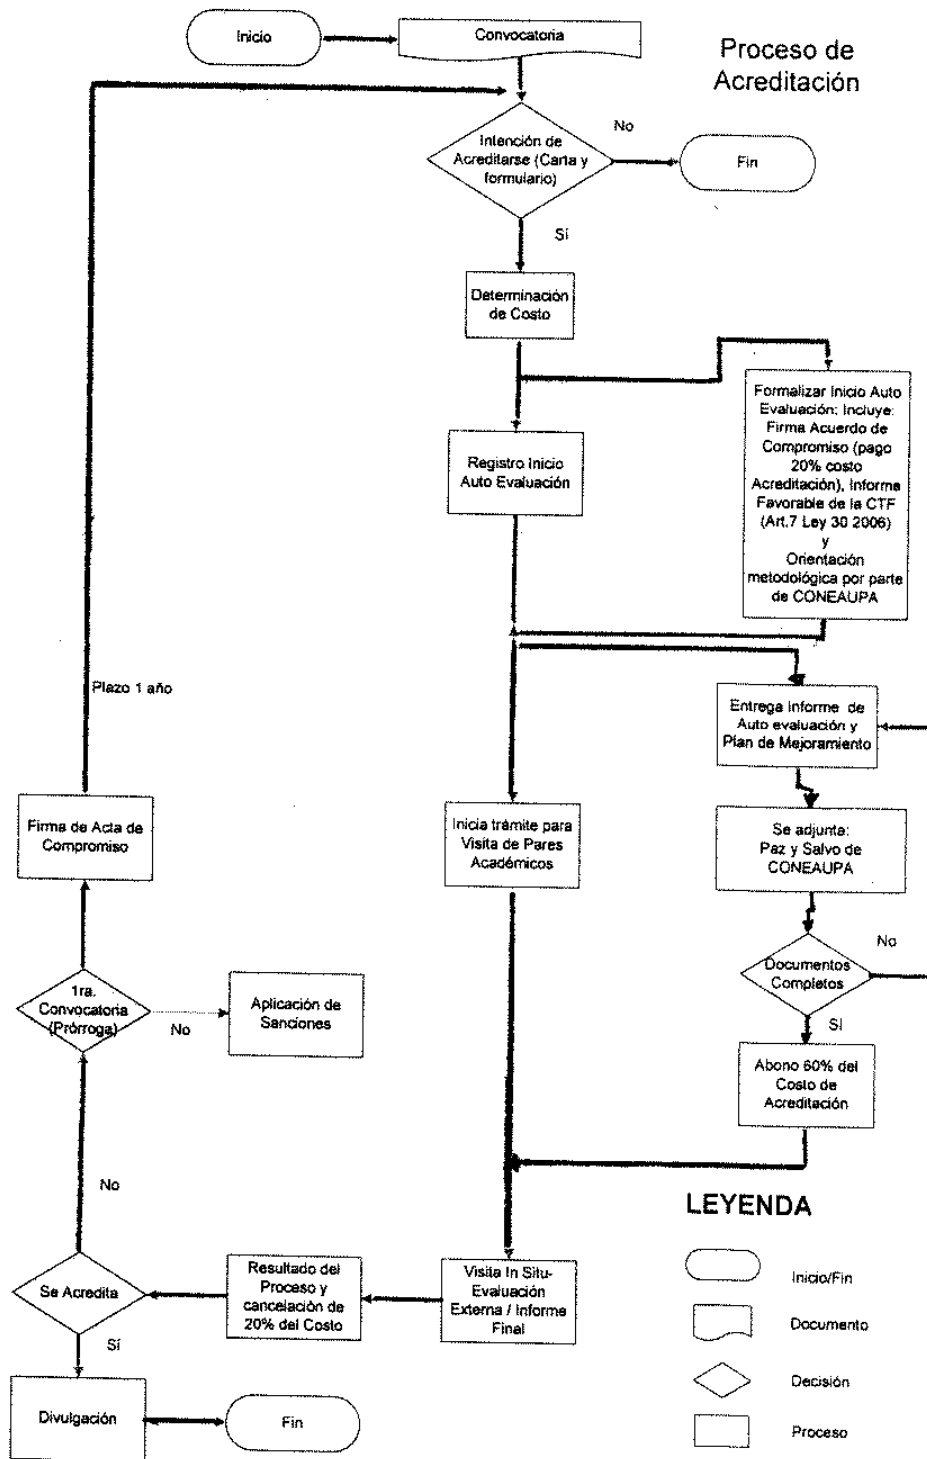 Inicio
Convocatoria
Proceso de
Acreditación
Intención de
Acreditarse (Carta y
formulario)
No
Fin
Sí
Determinación
de Costo
Registro Inicio
Auto Evaluación
Formalizar Inicio Auto
Evaluación: Incluye:
Firma Acuerdo de
Compromiso (pago
20% costo
Acreditación), Informe
Favorable de la CTF
(Art.7 Ley 30 2006)
y
Orientación
metodológica por parte
de CONEAUPA
Plazo 1 año
Entrega Informe de
Auto evaluación y
Plan de Mejoramiento
Firma de Acta de
Compromiso
Inicia trámite para
Visita de Pares
Académicos
Se adjunta:
Paz y Salvo de
CONEAUPA
Documentos
Completos
No
Sí
1ra.
Convocatoria
(Prórroga)
No
Aplicación de
Sanciones
Abono 60% del
Costo de
Acreditación
No
Se Acredita
Resultado del
Proceso y
cancelación de
20% del Costo
Visita In Situ-
Evaluación
Externa / Informe
Final
Sí
Divulgación
Fin
LEYENDA
Inicio/Fin
Documento
Decisión
Proceso